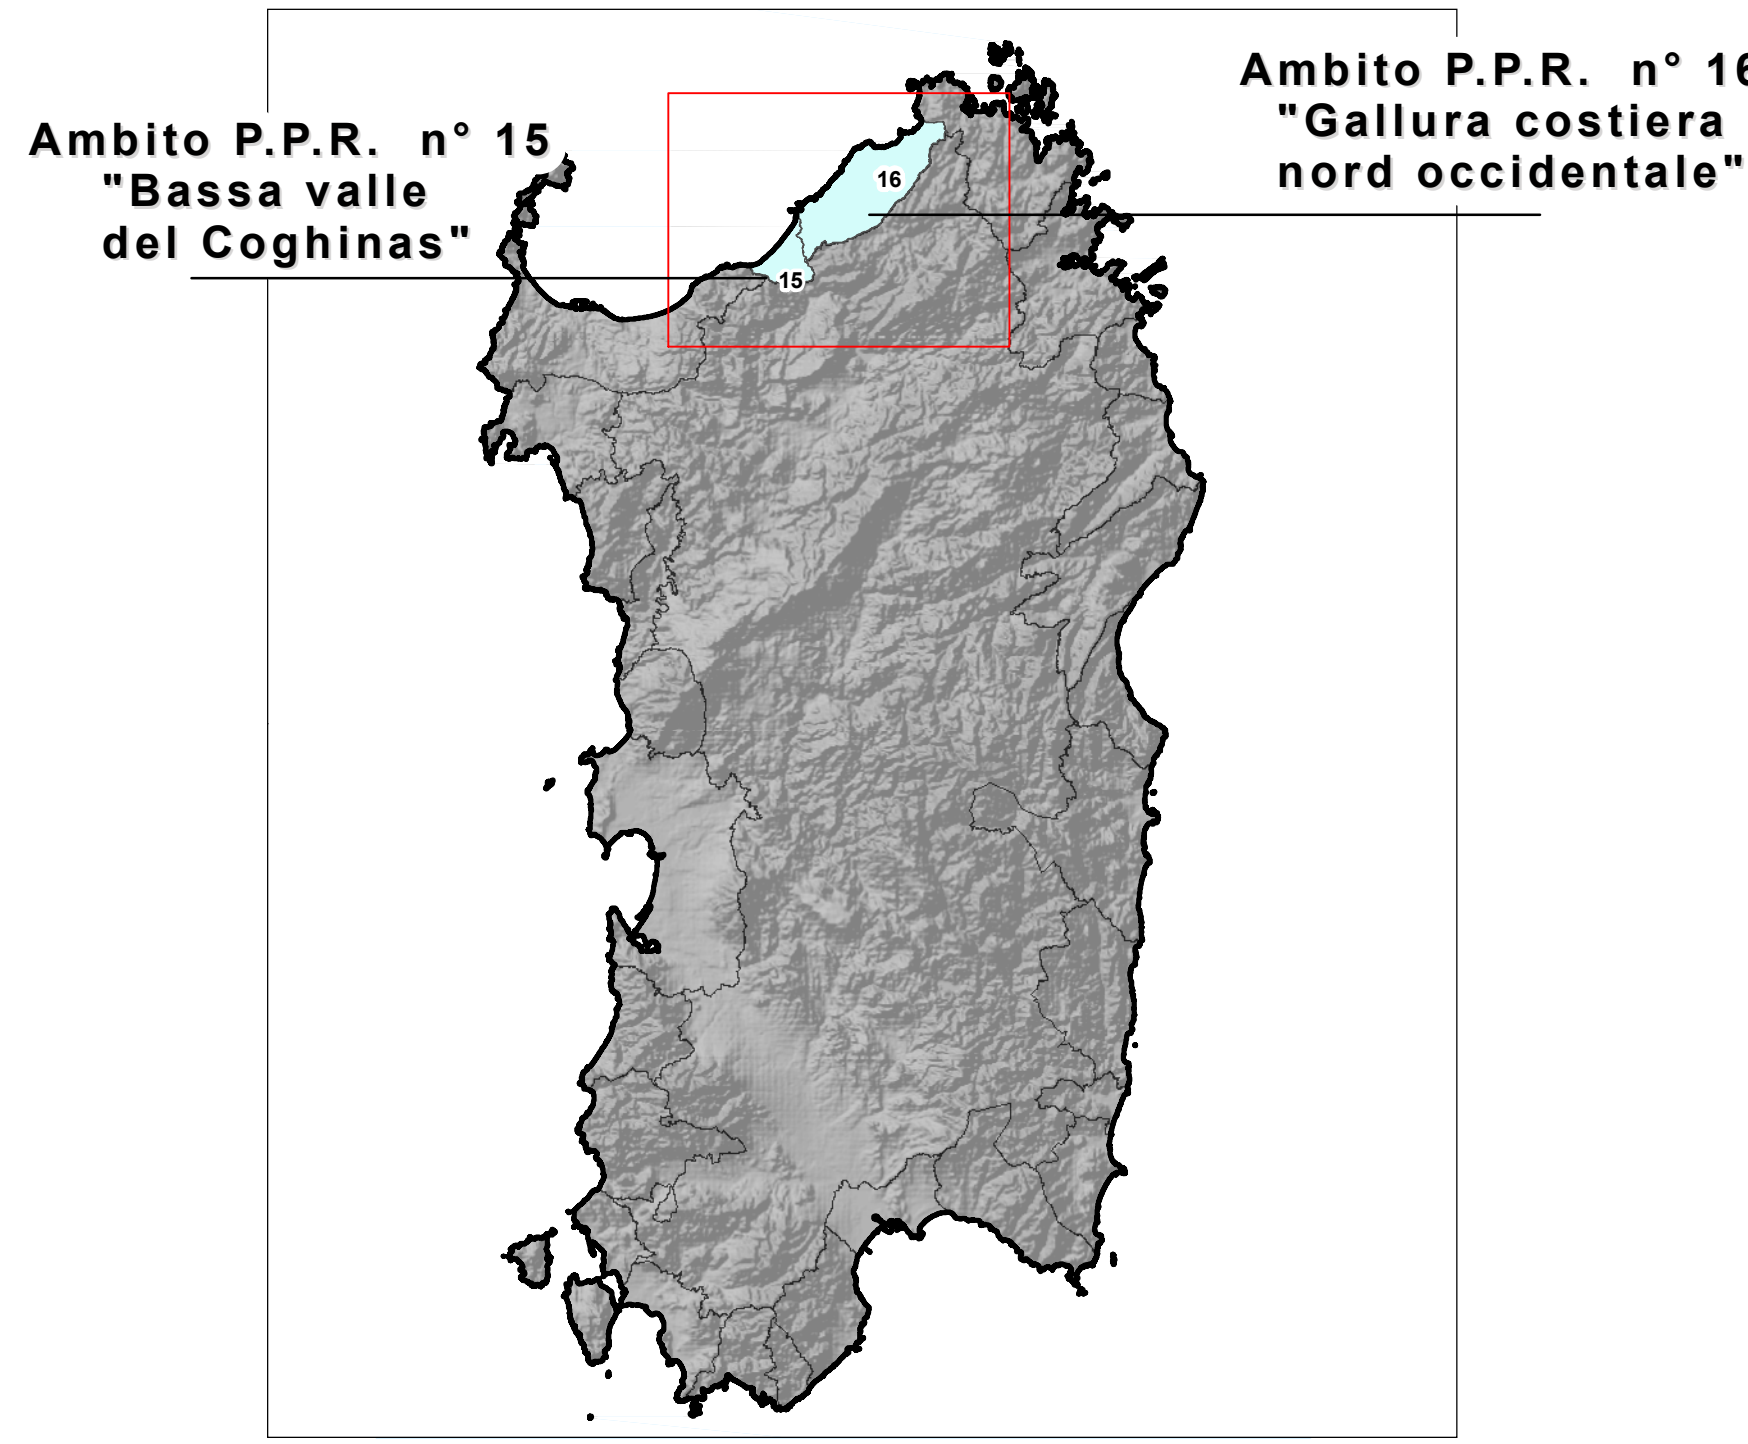 Ambito P.P.R. n° 15
"Bassa valle
del Coghinas"
Ambito P.P.R. n° 16
"Gallura costiera
nord occidentale"
16
15